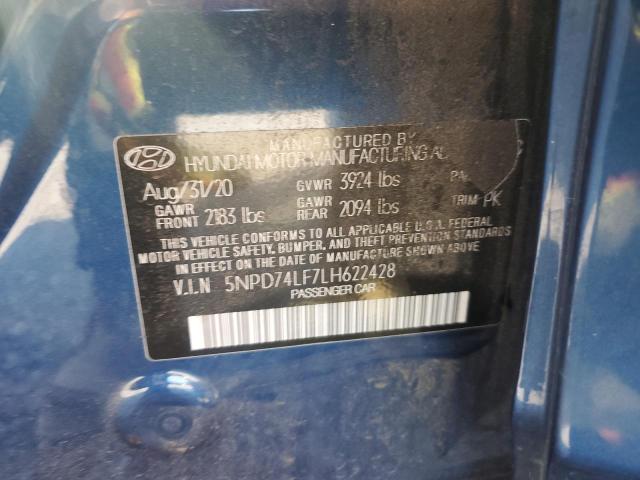 MANUFACTURED BY
HYUNDAI MOTOR MANUFACTURING AL
Aug/31/20 GVWR 3924 lbs PA
GAWR FRONT 2183 lbs GAWR REAR 2094 lbs TRIM: PK
THIS VEHICLE CONFORMS TO ALL APPLICABLE U.S.A. FEDERAL
MOTOR VEHICLE SAFETY, BUMPER, AND THEFT PREVENTION
STANDARDS IN EFFECT ON THE DATE OF MANUFACTURE SHOWN ABOVE.
V.I.N 5NPD74LF7LH622428
PASSENGER CAR